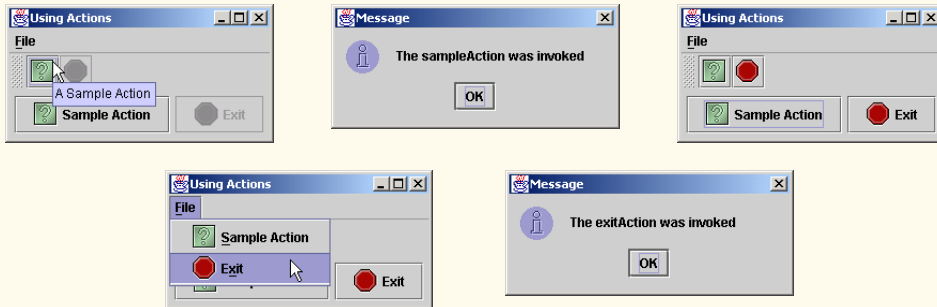 Using Actions
File
A Sample Action
Sample Action
Exit
Message
The sampleAction was invoked
OK
Using Actions
File
Sample Action
Exit
Using Actions
File
Sample Action
Exit
Exit
Message
The exitAction was invoked
OK